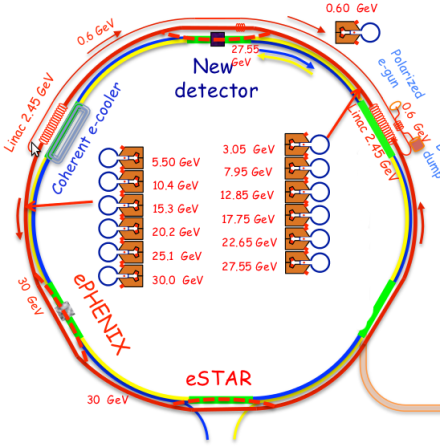 0.60 GeV
0.6 GeV
27.55
GeV
New
detector
Polarized
e-gun
Linac 2.45 GeV
Coherent e-cooler
0.6 GeV
Linac 2.45 GeV
dump
5.50 GeV
10.4 GeV
15.3 GeV
20.2 GeV
25.1 GeV
30.0 GeV
3.05 GeV
7.95 GeV
12.85 GeV
17.75 GeV
22.65 GeV
27.55 GeV
30 GeV
ePHENIX
eSTAR
30 GeV